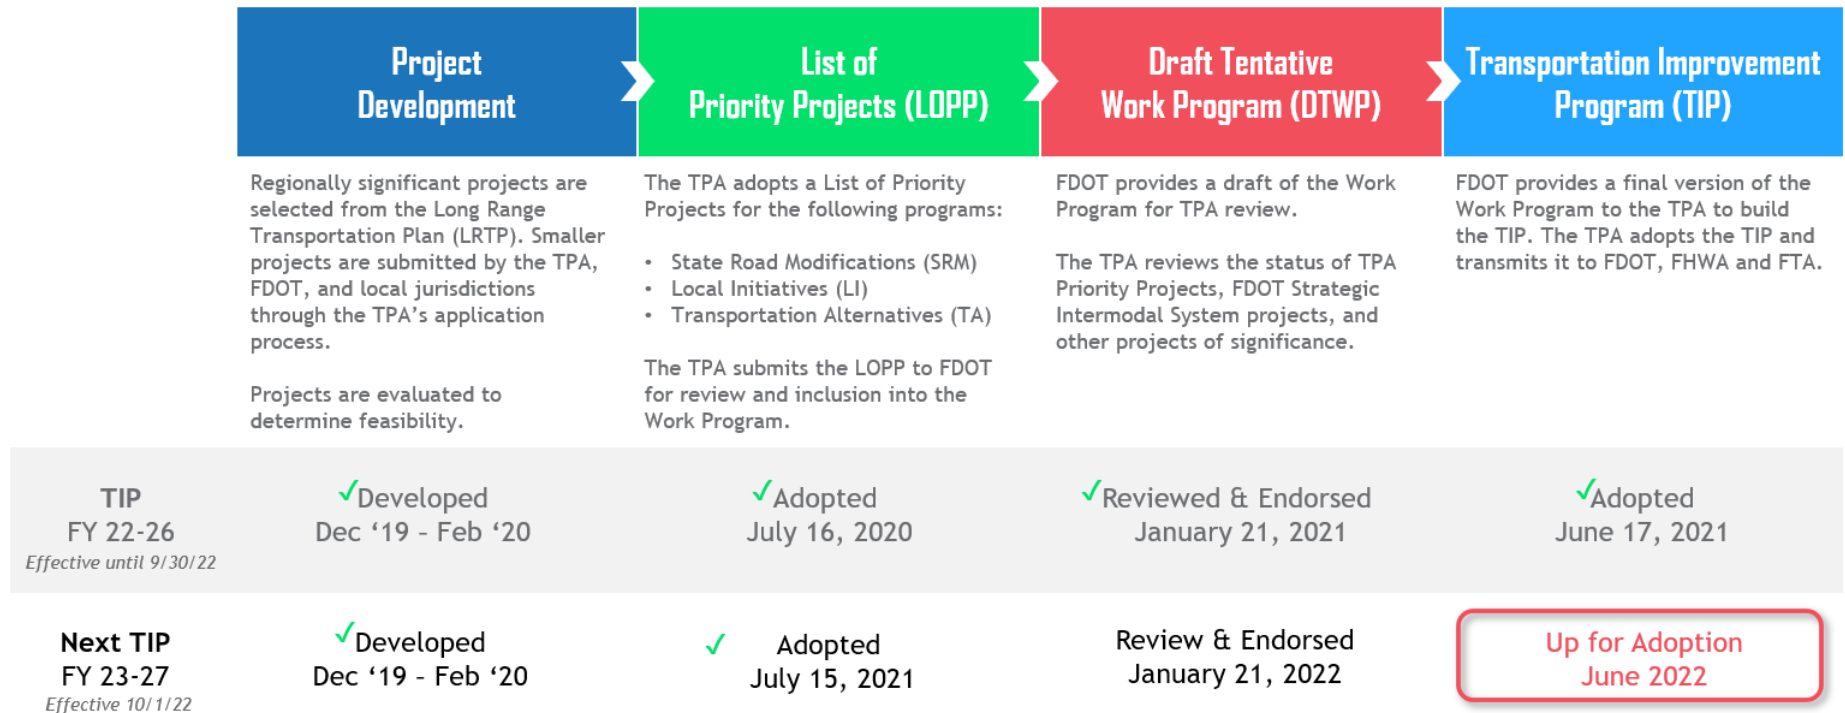 Project
Development
List of
Priority Projects (LOPP)
Draft Tentative
Work Program (DTWP)
Transportation Improvement
Program (TIP)
Regionally significant projects are
selected from the Long Range
Transportation Plan (LRTP). Smaller
projects are submitted by the TPA,
FDOT, and local jurisdictions
through the TPA’s application
process.
Projects are evaluated to
determine feasibility.
The TPA adopts a List of Priority
Projects for the following programs:
• State Road Modifications (SRM)
• Local Initiatives (LI)
• Transportation Alternatives (TA)
The TPA submits the LOPP to FDOT
for review and inclusion into the
Work Program.
FDOT provides a draft of the Work
Program for TPA review.
The TPA reviews the status of TPA
Priority Projects, FDOT Strategic
Intermodal System projects, and
other projects of significance.
FDOT provides a final version of the
Work Program to the TPA to build
the TIP. The TPA adopts the TIP and
transmits it to FDOT, FHWA and FTA.
TIP
FY 22-26
Effective until 9/30/22
✓Developed
Dec ‘19 – Feb ‘20
✓Adopted
July 16, 2020
✓Reviewed & Endorsed
January 21, 2021
✓Adopted
June 17, 2021
Next TIP
FY 23-27
Effective 10/1/22
✓Developed
Dec ‘19 – Feb ‘20
✓ Adopted
July 15, 2021
Review & Endorsed
January 21, 2022
Up for Adoption
June 2022